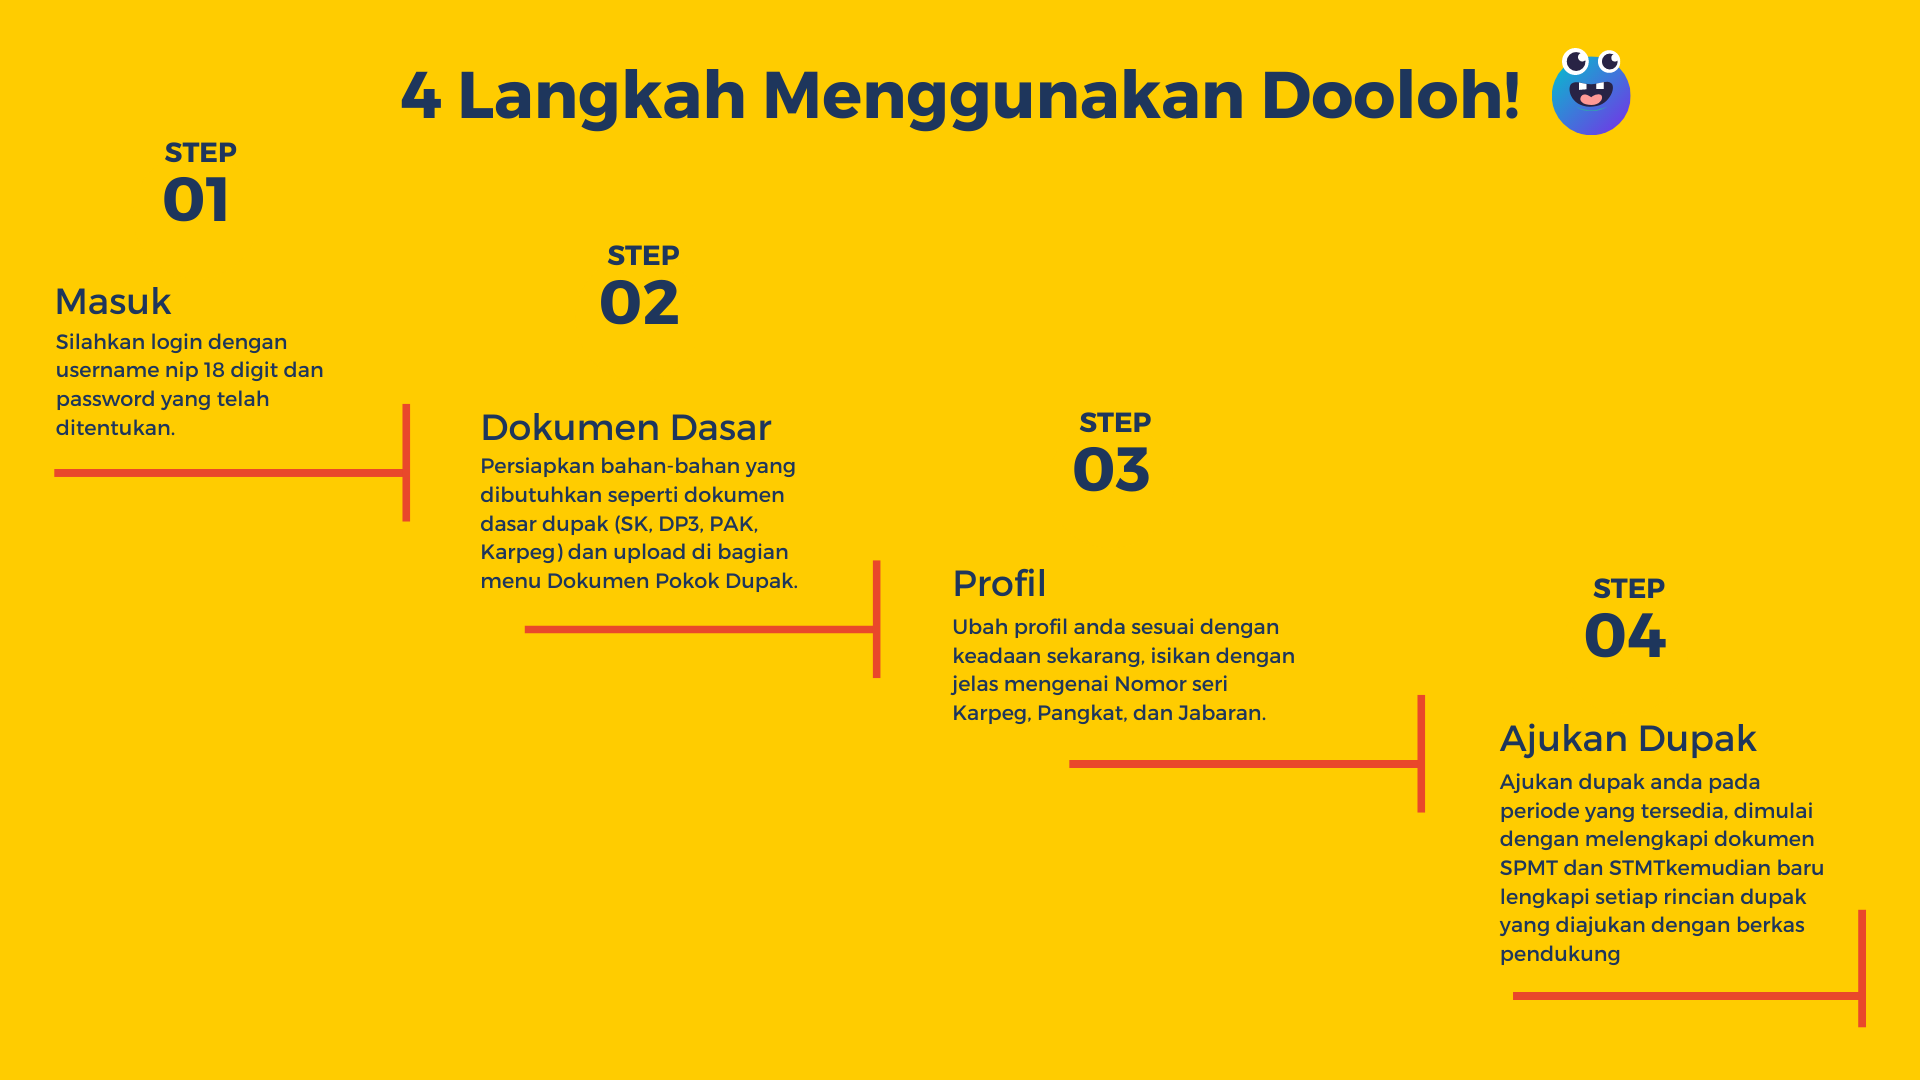 4 Langkah Menggunakan Dooloh!
STEP
01
Masuk
Silahkan login dengan
username nip 18 digit dan
password yang telah
ditentukan.
STEP
02
Dokumen Dasar
Persiapkan bahan-bahan yang
dibutuhkan seperti dokumen
dasar dupak (SK, DP3, PAK,
Karpeg) dan upload di bagian
menu Dokumen Pokok Dupak.
STEP
03
Profil
Ubah profil anda sesuai dengan
keadaan sekarang, isikan dengan
jelas mengenai Nomor seri
Karpeg, Pangkat, dan Jabaran.
STEP
04
Ajukan Dupak
Ajukan dupak anda pada
periode yang tersedia, dimulai
dengan melengkapi dokumen
SPMT dan STMTkemudian baru
lengkapi setiap rincian dupak
yang diajukan dengan berkas
pendukung